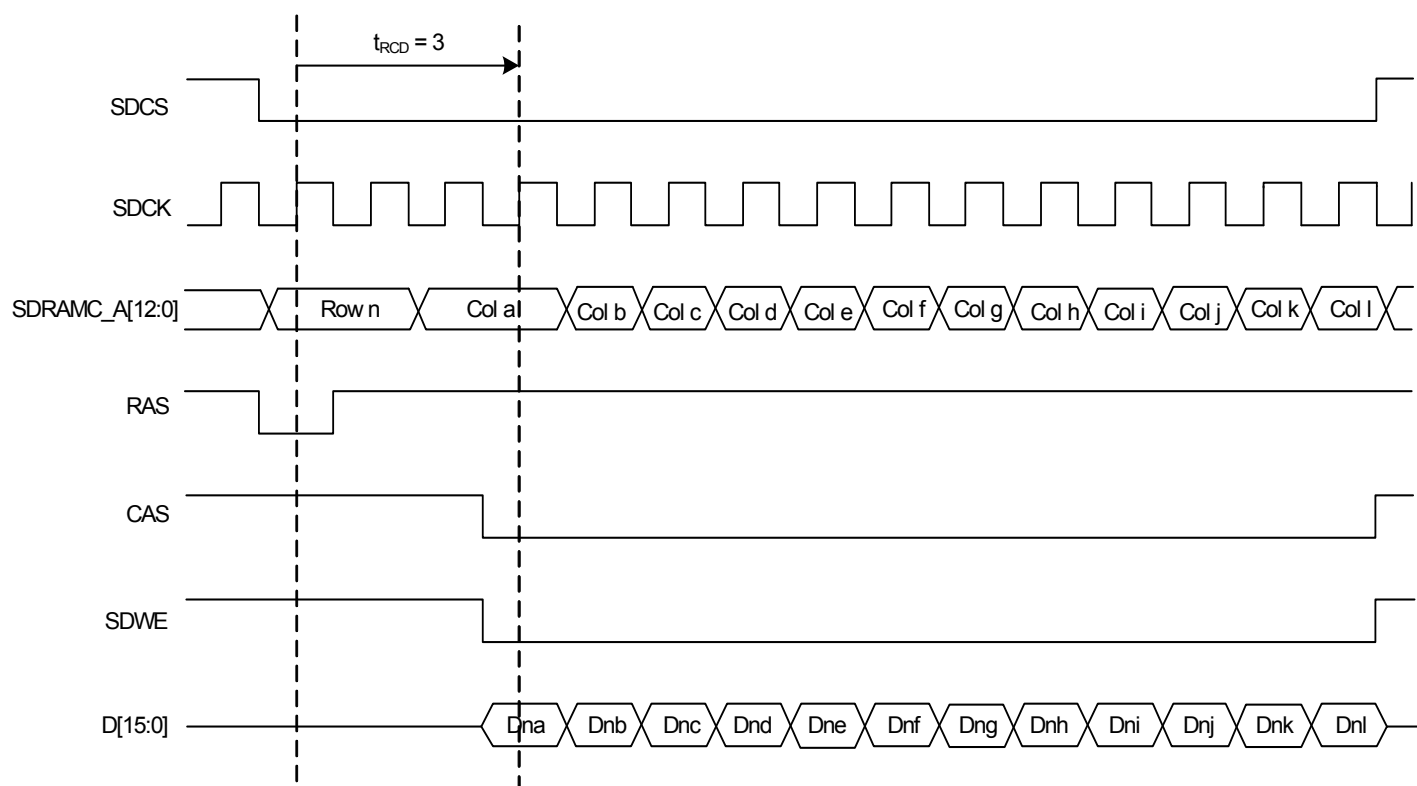 tRCD = 3
SDCS
SDCK
SDRAMC_A[12:0] Row n Col a Col b Col c Col d Col e Col f Col g Col h Col i Col j Col k Col l
RAS
CAS
SDWE
D[15:0] Dna Dnb Dnc Dnd Dne Dnf Dng Dnh Dni Dnj Dnk Dnl